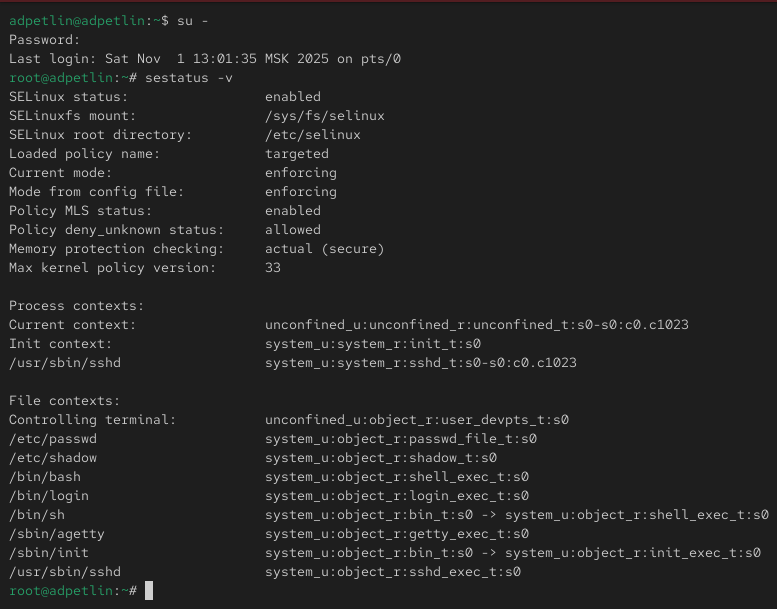 adpetlin@adpetlin:~$ su -
Password:
Last login: Sat Nov  1 13:01:35 MSK 2025 on pts/0
root@adpetlin:~# sestatus -v
SELinux status:                 enabled
SELinuxfs mount:                /sys/fs/selinux
SELinux root directory:         /etc/selinux
Loaded policy name:             targeted
Current mode:                   enforcing
Mode from config file:          enforcing
Policy MLS status:              enabled
Policy deny_unknown status:     allowed
Memory protection checking:     actual (secure)
Max kernel policy version:      33

Process contexts:
Current context:                unconfined_u:unconfined_r:unconfined_t:s0-s0:c0.c1023
Init context:                   system_u:system_r:init_t:s0
/usr/sbin/sshd                  system_u:system_r:sshd_t:s0-s0:c0.c1023

File contexts:
Controlling terminal:           unconfined_u:object_r:user_devpts_t:s0
/etc/passwd                     system_u:object_r:passwd_file_t:s0
/etc/shadow                     system_u:object_r:shadow_t:s0
/bin/bash                       system_u:object_r:shell_exec_t:s0
/bin/login                      system_u:object_r:login_exec_t:s0
/bin/sh                         system_u:object_r:bin_t:s0 -> system_u:object_r:shell_exec_t:s0
/sbin/agetty                    system_u:object_r:getty_exec_t:s0
/sbin/init                      system_u:object_r:bin_t:s0 -> system_u:object_r:init_exec_t:s0
/usr/sbin/sshd                  system_u:object_r:sshd_exec_t:s0
root@adpetlin:~#